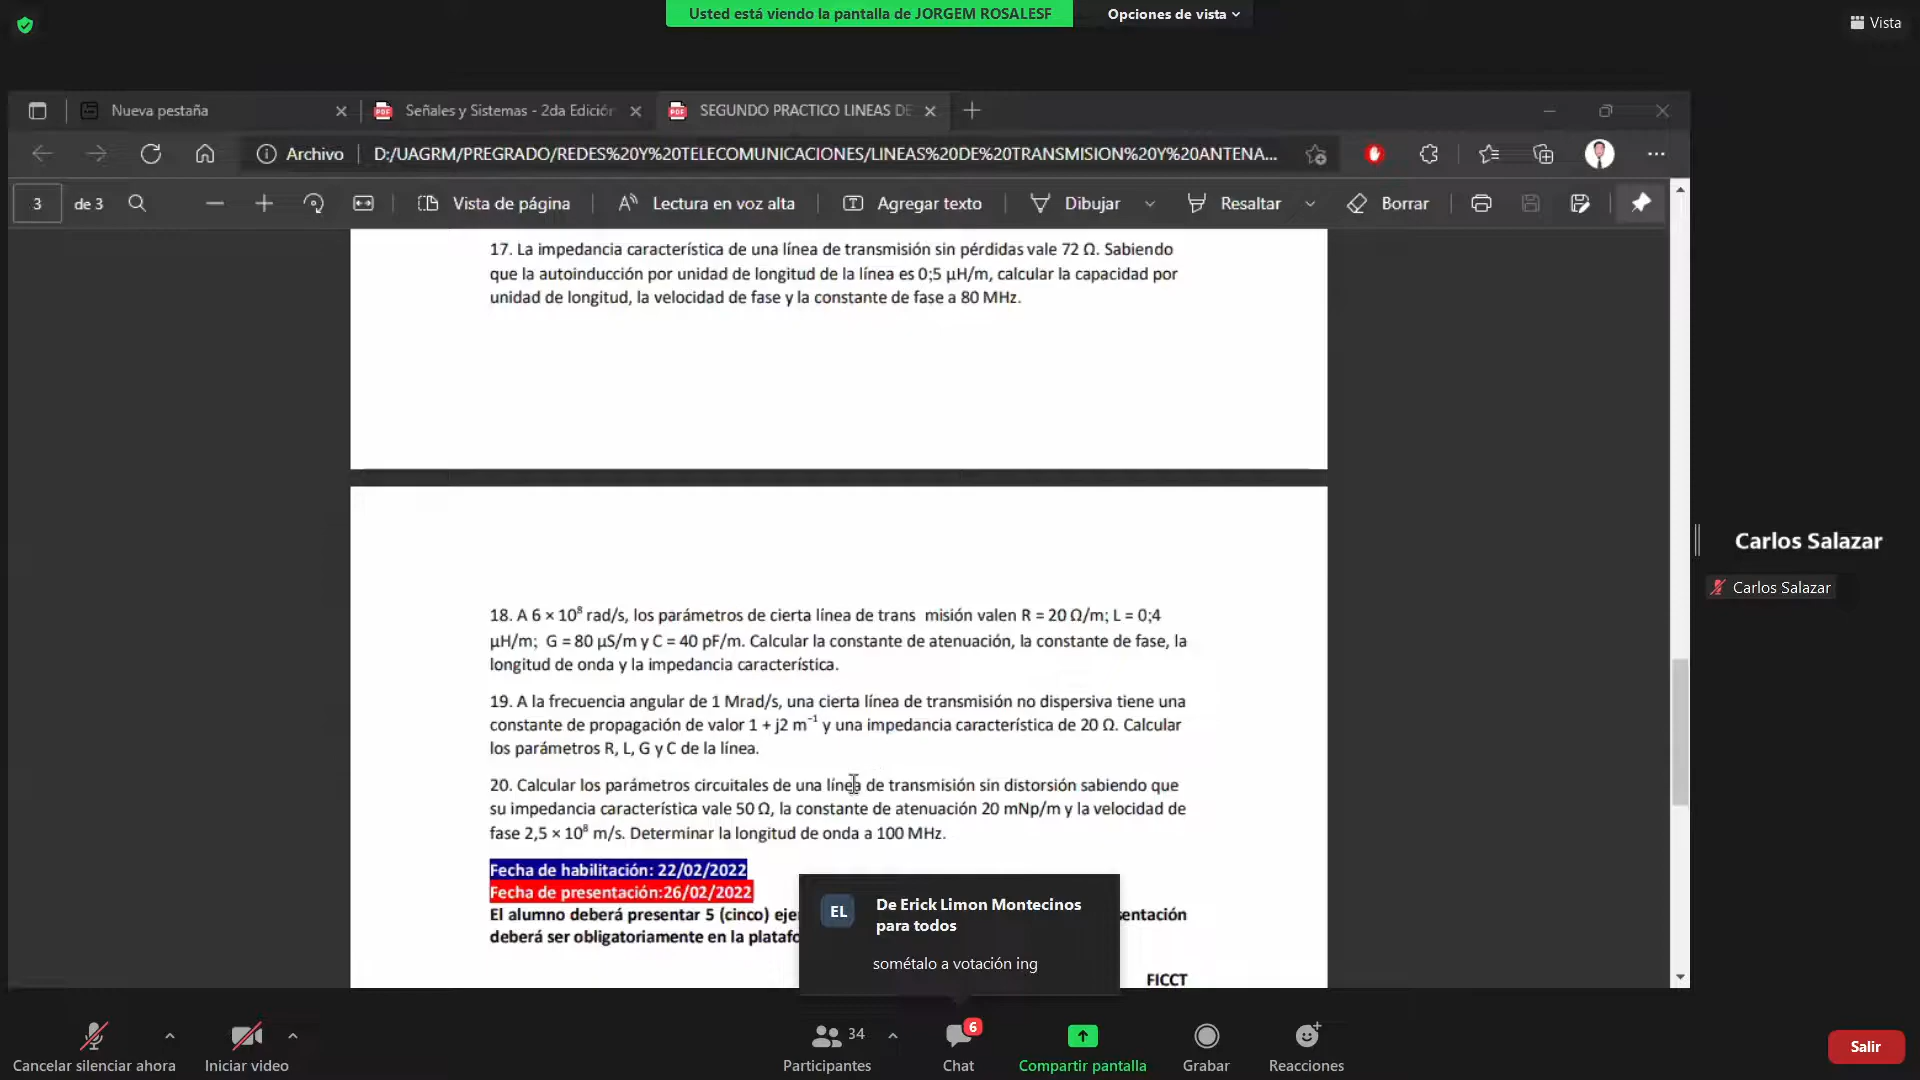 Usted está viendo la pantalla de JORGEM ROSALESF
Opciones de vista
Vista
Nueva pestaña
Señales y Sistemas - 2da Edición
SEGUNDO PRACTICO LINEAS DE
Archivo
D:/UAGRM/PREGRADO/REDES%20Y%20TELECOMUNICACIONES/LINEAS%20DE%20TRANSMISION%20Y%20ANTENA...
3 de 3
Vista de página
Lectura en voz alta
Agregar texto
Dibujar
Resaltar
Borrar
17. La impedancia característica de una línea de transmisión sin pérdidas vale 72 Ω. Sabiendo
que la autoinducción por unidad de longitud de la línea es 0;5 µH/m, calcular la capacidad por
unidad de longitud, la velocidad de fase y la constante de fase a 80 MHz.
18. A 6 × 10⁸ rad/s, los parámetros de cierta línea de trans misión valen R = 20 Ω/m; L = 0;4
µH/m; G = 80 µS/m y C = 40 pF/m. Calcular la constante de atenuación, la constante de fase, la
longitud de onda y la impedancia característica.
19. A la frecuencia angular de 1 Mrad/s, una cierta línea de transmisión no dispersiva tiene una
constante de propagación de valor 1 + j2 m⁻¹ y una impedancia característica de 20 Ω. Calcular
los parámetros R, L, G y C de la línea.
20. Calcular los parámetros circuitales de una línea de transmisión sin distorsión sabiendo que
su impedancia característica vale 50 Ω, la constante de atenuación 20 mNp/m y la velocidad de
fase 2,5 × 10⁸ m/s. Determinar la longitud de onda a 100 MHz.
Fecha de habilitación: 22/02/2022
Fecha de presentación:26/02/2022
El alumno deberá presentar 5 (cinco) eje
sentación
deberá ser obligatoriamente en la platafo
FICCT
EL
De Erick Limon Montecinos
para todos
sométalo a votación ing
Carlos Salazar
Carlos Salazar
Cancelar silenciar ahora
Iniciar video
34
Participantes
6
Chat
Compartir pantalla
Grabar
Reacciones
Salir